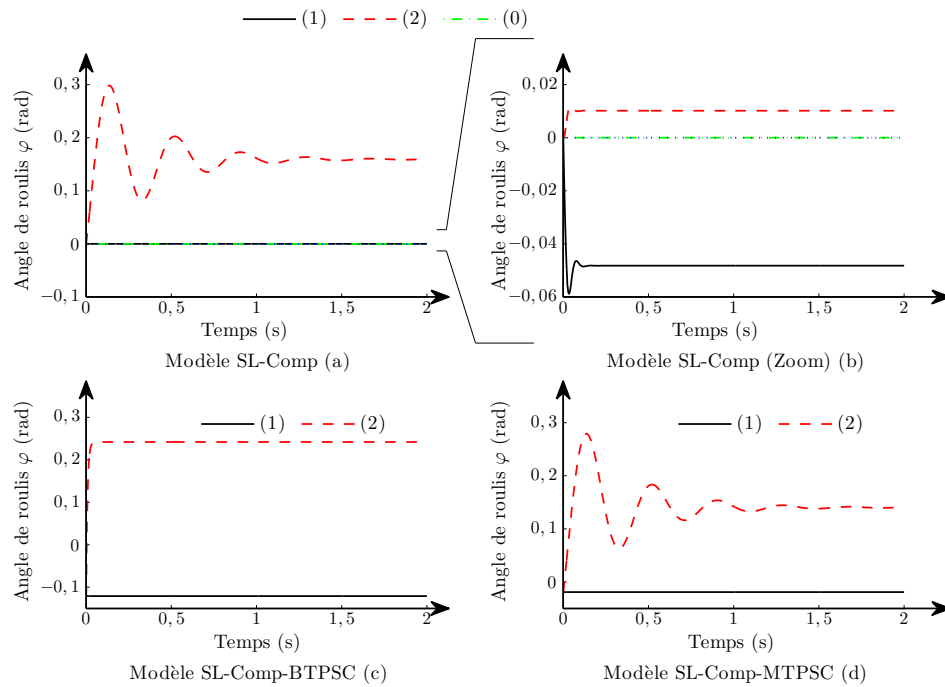 (1) (2) (0)
Angle de roulis φ (rad)
0,3
0,2
0,1
0
−0,1
0 0,5 1 1,5 2
Temps (s)
Modèle SL-Comp (a)
Angle de roulis φ (rad)
0,02
0
−0,02
−0,04
−0,06
0 0,5 1 1,5 2
Temps (s)
Modèle SL-Comp (Zoom) (b)
(1) (2)
Angle de roulis φ (rad)
0,3
0,2
0,1
0
−0,1
0 0,5 1 1,5 2
Temps (s)
Modèle SL-Comp-BTPSC (c)
(1) (2)
Angle de roulis φ (rad)
0,3
0,2
0,1
0
0 0,5 1 1,5 2
Temps (s)
Modèle SL-Comp-MTPSC (d)